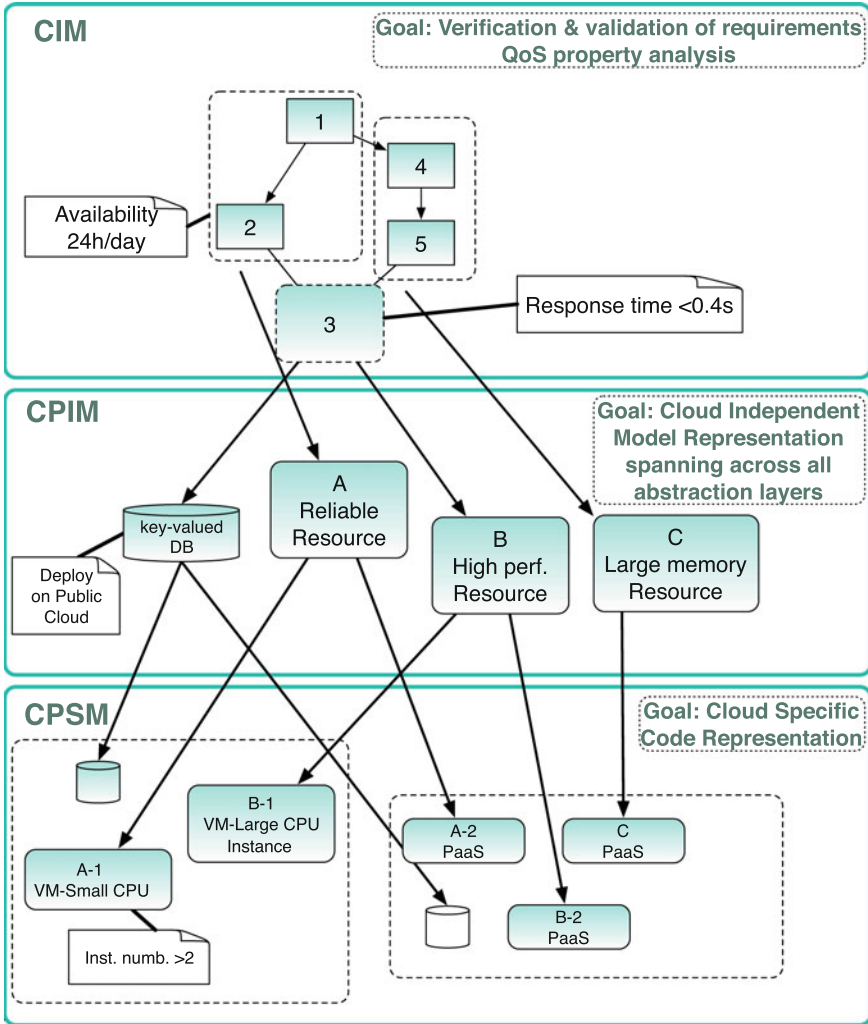 CIM
Goal: Verification & validation of requirements
QoS property analysis
1
4
2
5
Availability
24h/day
3
Response time <0.4s
CPIM
Goal: Cloud Independent
Model Representation
spanning across all
abstraction layers
key-valued
DB
A
Reliable
Resource
B
High perf.
Resource
C
Large memory
Resource
Deploy
on Public
Cloud
CPSM
Goal: Cloud Specific
Code Representation
B-1
VM-Large CPU
Instance
A-2
PaaS
C
PaaS
A-1
VM-Small CPU
B-2
PaaS
Inst. numb. >2